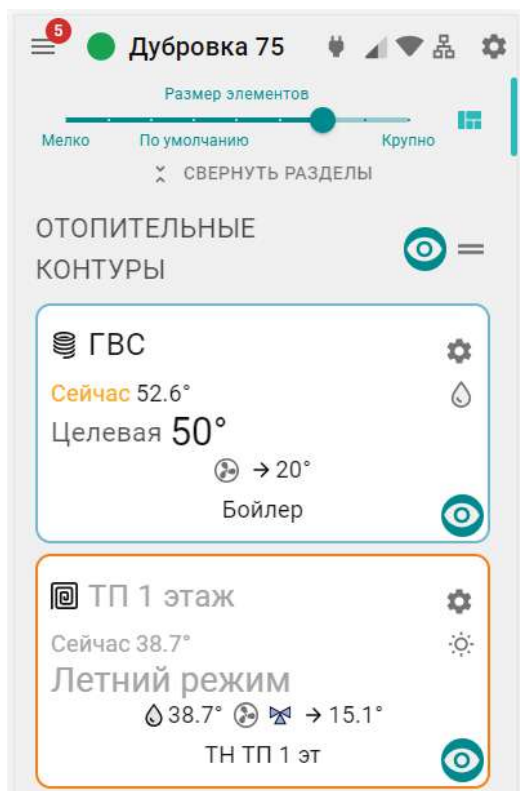 5
Дубровка 75
Размер элементов
Мелко По умолчанию Крупно
СВЕРНУТЬ РАЗДЕЛЫ
ОТОПИТЕЛЬНЫЕ
КОНТУРЫ
ГВС
Сейчас 52.6°
Целевая 50°
→ 20°
Бойлер
ТП 1 этаж
Сейчас 38.7°
Летний режим
38.7° → 15.1°
ТН ТП 1 эт